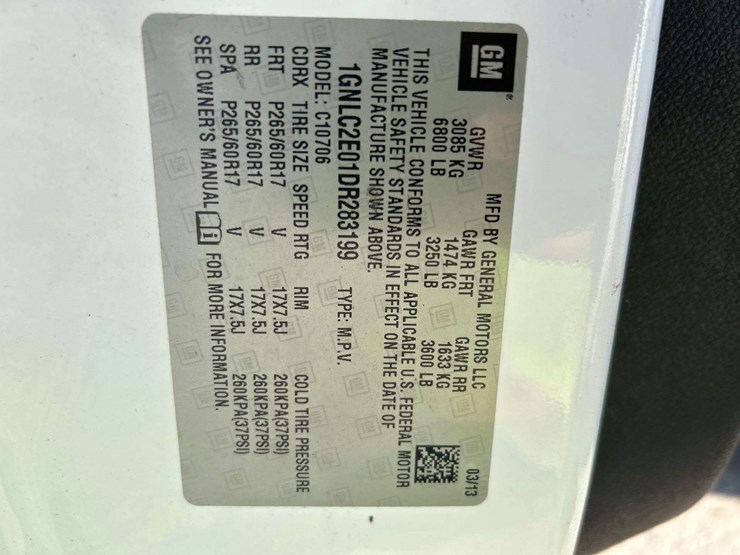 GM
MFD BY GENERAL MOTORS LLC 03/13
GVWR GAWR FRT GAWR RR
3085 KG 1474 KG 1633 KG
6800 LB 3250 LB 3600 LB
THIS VEHICLE CONFORMS TO ALL APPLICABLE U.S. FEDERAL MOTOR
VEHICLE SAFETY STANDARDS IN EFFECT ON THE DATE OF
MANUFACTURE SHOWN ABOVE.
1GNLC2E01DR283199 TYPE: M.P.V.
MODEL: C10706
CDRX TIRE SIZE SPEED RTG RIM COLD TIRE PRESSURE
FRT P265/60R17 V 17X7.5J 260KPA(37PSI)
RR P265/60R17 V 17X7.5J 260KPA(37PSI)
SPA P265/60R17 V 17X7.5J 260KPA(37PSI)
SEE OWNER'S MANUAL FOR MORE INFORMATION.